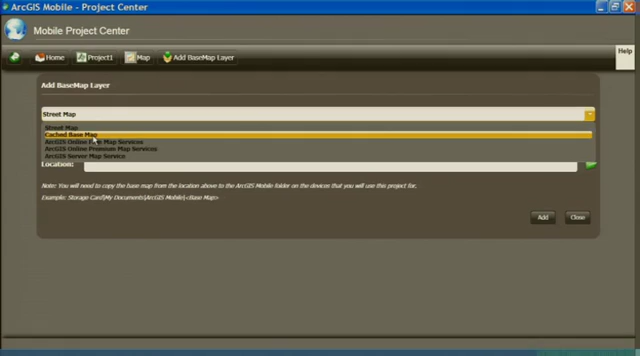 ArcGIS Mobile - Project Center
Mobile Project Center
Home
Project1
Map
Add BaseMap Layer
Help
Add BaseMap Layer
Street Map
Street Map
Cached Base Map
ArcGIS Online Free Map Services
ArcGIS Online Premium Map Services
ArcGIS Server Map Service
Location:
Note: You will need to copy the base map from the location above to the ArcGIS Mobile folder on the devices that you will use this project for.
Example: Storage Card\My Documents\ArcGIS Mobile\<Base Map>
Add
Close